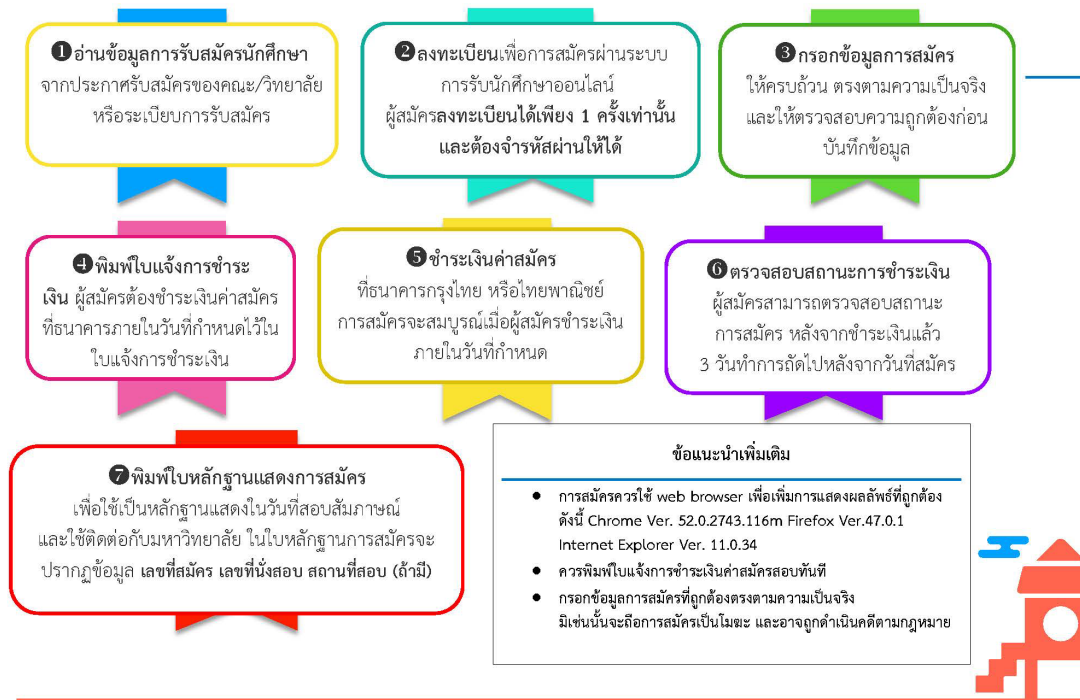 ❶อ่านข้อมูลการรับสมัครนักศึกษา
จากประกาศรับสมัครของคณะ/วิทยาลัย
หรือระเบียบการรับสมัคร
❷ลงทะเบียนเพื่อการสมัครผ่านระบบ
การรับนักศึกษาออนไลน์
ผู้สมัครลงทะเบียนได้เพียง 1 ครั้งเท่านั้น
และต้องจำรหัสผ่านให้ได้
❸กรอกข้อมูลการสมัคร
ให้ครบถ้วน ตรงตามความเป็นจริง
และให้ตรวจสอบความถูกต้องก่อน
บันทึกข้อมูล
❹พิมพ์ใบแจ้งการชำระ
เงิน ผู้สมัครต้องชำระเงินค่าสมัคร
ที่ธนาคารภายในวันที่กำหนดไว้ใน
ใบแจ้งการชำระเงิน
❺ชำระเงินค่าสมัคร
ที่ธนาคารกรุงไทย หรือไทยพาณิชย์
การสมัครจะสมบูรณ์เมื่อผู้สมัครชำระเงิน
ภายในวันที่กำหนด
❻ตรวจสอบสถานะการชำระเงิน
ผู้สมัครสามารถตรวจสอบสถานะ
การสมัคร หลังจากชำระเงินแล้ว
3 วันทำการถัดไปหลังจากวันที่สมัคร
❼พิมพ์ใบหลักฐานแสดงการสมัคร
เพื่อใช้เป็นหลักฐานแสดงในวันที่สอบสัมภาษณ์
และใช้ติดต่อกับมหาวิทยาลัย ในใบหลักฐานการสมัครจะ
ปรากฏข้อมูล เลขที่สมัคร เลขที่นั่งสอบ สถานที่สอบ (ถ้ามี)
ข้อแนะนำเพิ่มเติม
● การสมัครควรใช้ web browser เพื่อเพิ่มการแสดงผลลัพธ์ที่ถูกต้อง
ดังนี้ Chrome Ver. 52.0.2743.116m Firefox Ver.47.0.1
Internet Explorer Ver. 11.0.34
● ควรพิมพ์ใบแจ้งการชำระเงินค่าสมัครสอบทันที
● กรอกข้อมูลการสมัครที่ถูกต้องตรงตามความเป็นจริง
มิเช่นนั้นจะถือการสมัครเป็นโมฆะ และอาจถูกดำเนินคดีตามกฎหมาย